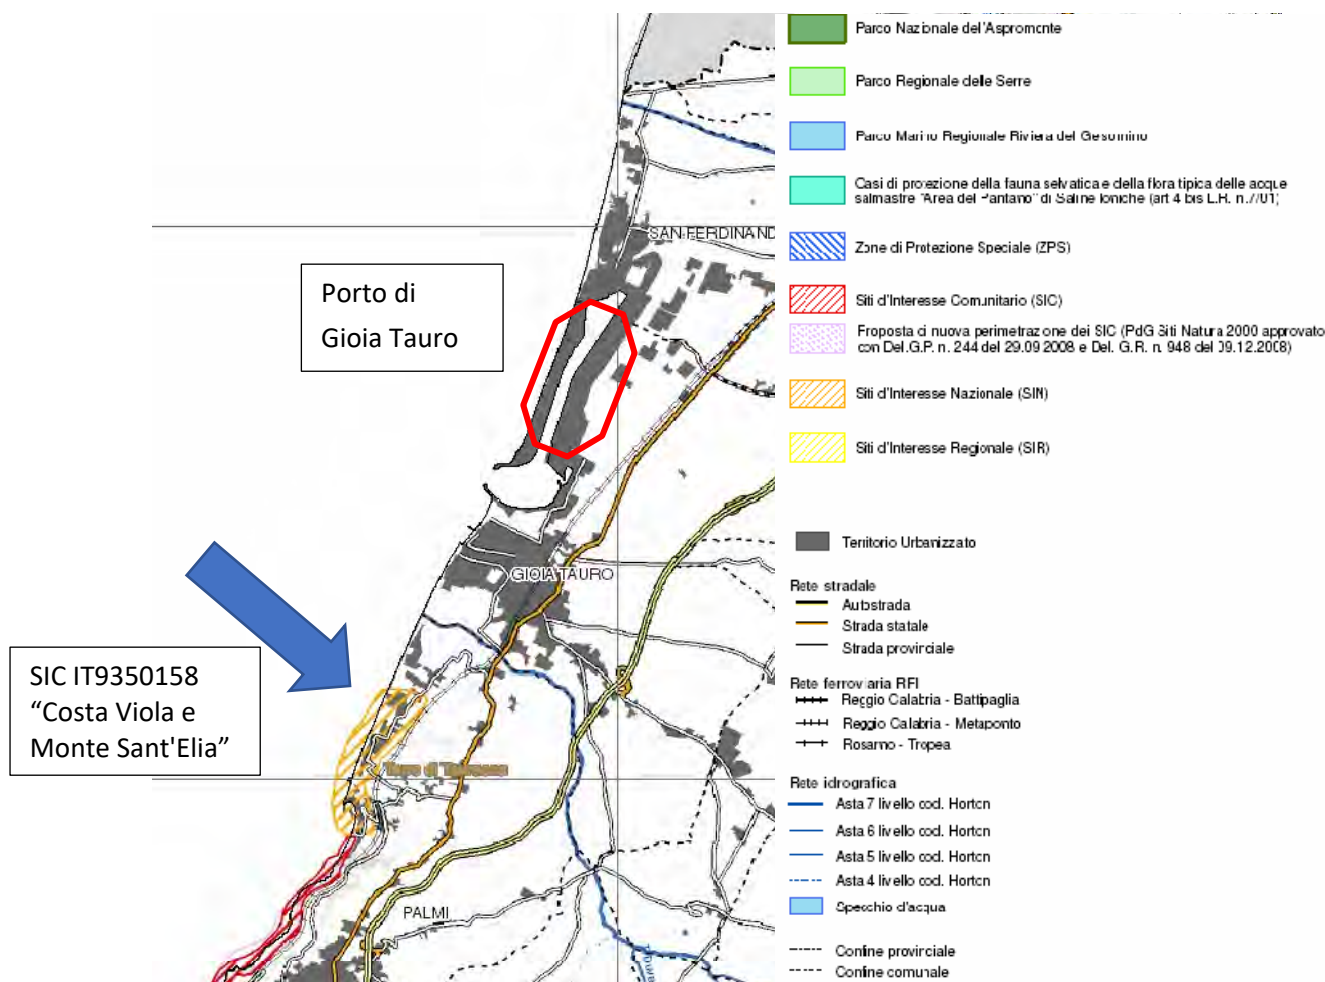 Parco Nazionale del'Aspromonte
Parco Regionale delle Serre
Parco Marino Regionale Riviera del Gesomino
Casi di protezione della fauna selvatica e della flora tipica delle acque
salmastre "Area del Pantano" di Saline Ioniche (art 4 bis L.R. n.7/01)
Zone di Protezione Speciale (ZPS)
Siti d'Interesse Comunitario (SIC)
Proposta di nuova perimetrazione dei SIC (PdG Siti Natura 2000 approvato
con Del.G.P. n. 244 del 29.09.2008 e Del. G.R. n. 948 del 09.12.2008)
Siti d'Interesse Nazionale (SIN)
Siti d'Interesse Regionale (SIR)
Territorio Urbanizzato
Rete stradale
Autostrada
Strada statale
Strada provinciale
Rete ferroviaria RFI
Reggio Calabria - Battipaglia
Reggio Calabria - Metaponto
Rosarno - Tropea
Rete idrografica
Asta 7 livello cod. Horton
Asta 6 livello cod. Horton
Asta 5 livello cod. Horton
Asta 4 livello cod. Horton
Specchio d'acqua
Confine provinciale
Confine comunale
SAN FERDINAND
Porto di
Gioia Tauro
GIOIA TAURO
SIC IT9350158
“Costa Viola e
Monte Sant'Elia”
PALMI